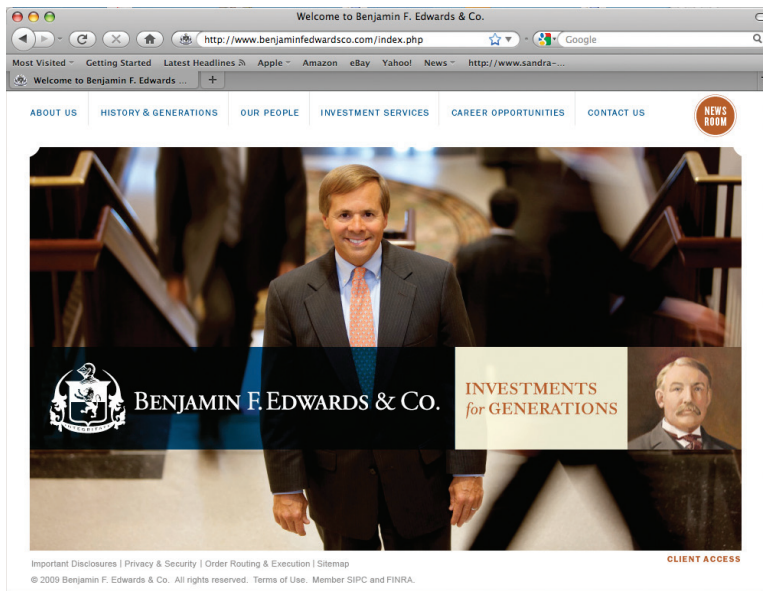 Welcome to Benjamin F. Edwards & Co.
http://www.benjaminfedwardsco.com/index.php
Google
Most Visited Getting Started Latest Headlines Apple Amazon eBay Yahoo! News http://www.sandra-...
Welcome to Benjamin F. Edwards ... +
ABOUT US HISTORY & GENERATIONS OUR PEOPLE INVESTMENT SERVICES CAREER OPPORTUNITIES CONTACT US
NEWS
ROOM
INTEGRITAS
BENJAMIN F. EDWARDS & CO.
INVESTMENTS
for GENERATIONS
CLIENT ACCESS
Important Disclosures | Privacy & Security | Order Routing & Execution | Sitemap
© 2009 Benjamin F. Edwards & Co. All rights reserved. Terms of Use. Member SIPC and FINRA.